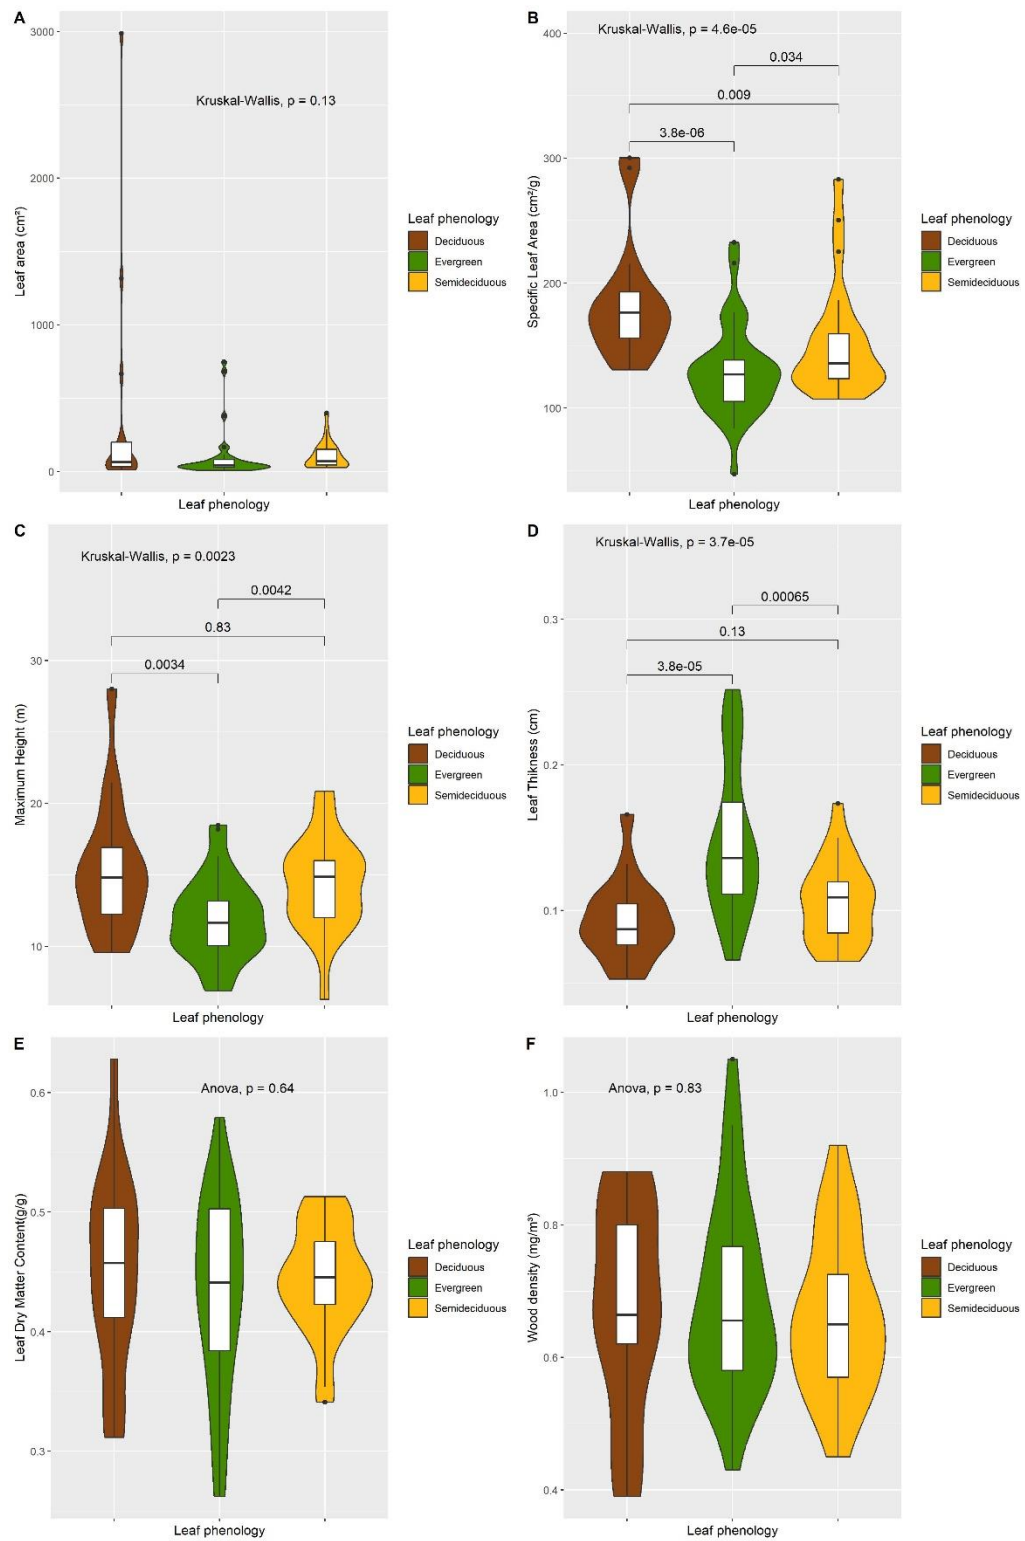 A
Kruskal-Wallis, p = 0.13
3000
2000
1000
0
Leaf area (cm²)
Leaf phenology
Leaf phenology
Deciduous
Evergreen
Semideciduous
B
Kruskal-Wallis, p = 4.6e-05
0.034
0.009
3.8e-06
400
300
200
100
Specific Leaf Area (cm²/g)
Leaf phenology
Leaf phenology
Deciduous
Evergreen
Semideciduous
C
Kruskal-Wallis, p = 0.0023
0.0042
0.83
0.0034
30
20
10
Maximum Height (m)
Leaf phenology
Leaf phenology
Deciduous
Evergreen
Semideciduous
D
Kruskal-Wallis, p = 3.7e-05
0.00065
0.13
3.8e-05
0.3
0.2
0.1
Leaf Thikness (cm)
Leaf phenology
Leaf phenology
Deciduous
Evergreen
Semideciduous
E
Anova, p = 0.64
0.6
0.5
0.4
0.3
Leaf Dry Matter Content(g/g)
Leaf phenology
Leaf phenology
Deciduous
Evergreen
Semideciduous
F
Anova, p = 0.83
1.0
0.8
0.6
0.4
Wood density (mg/m³)
Leaf phenology
Leaf phenology
Deciduous
Evergreen
Semideciduous